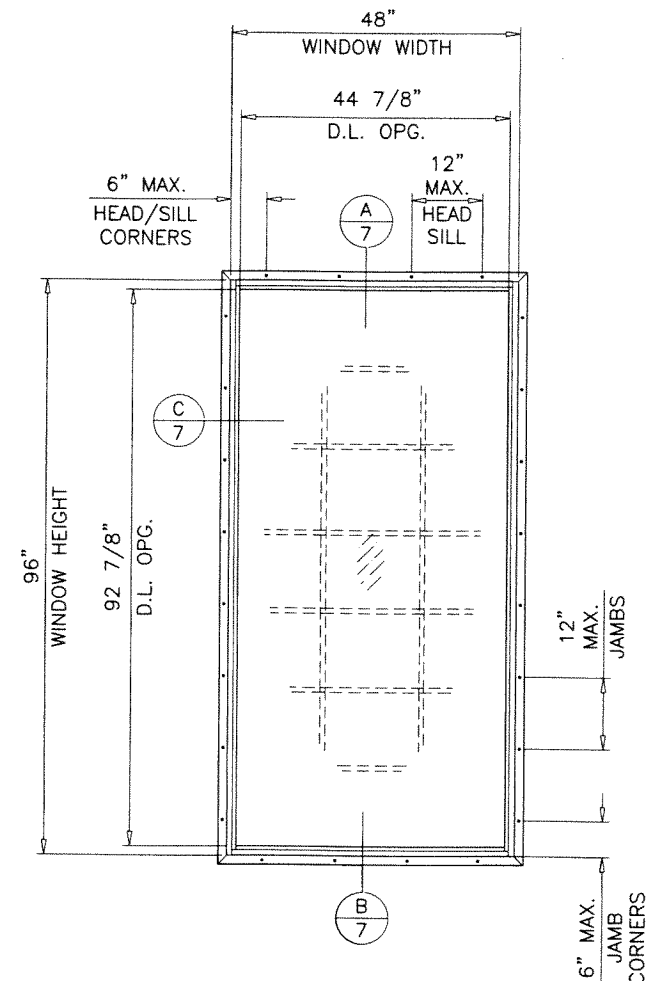 48”
WINDOW WIDTH
44 7/8”
D.L. OPG.
6” MAX.
HEAD/SILL
CORNERS
12”
MAX.
HEAD
SILL
A
7
C
7
96”
WINDOW HEIGHT
92 7/8”
D.L. OPG.
12”
MAX.
JAMBS
B
7
6” MAX.
JAMB
CORNERS